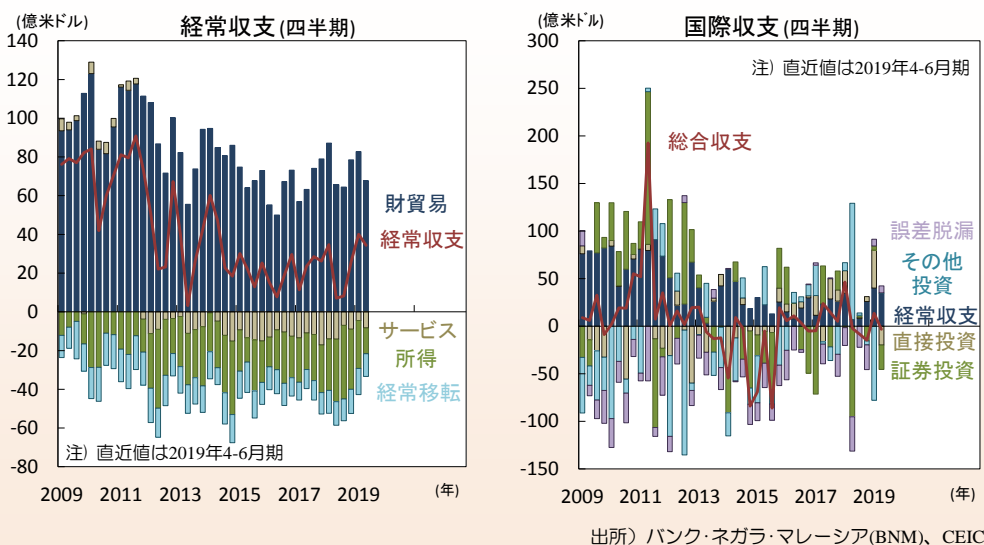 経常収支(四半期)
(億米ドル)
140
120
100
80
60
40
20
0
-20
-40
-60
-80
財貿易
経常収支
サービス
所得
経常移転
注) 直近値は2019年4-6月期
2009 2011 2013 2015 2017 2019 (年)
国際収支(四半期)
(億米ドル)
300
250
200
150
100
50
0
-50
-100
-150
注) 直近値は2019年4-6月期
総合収支
誤差脱漏
その他
投資
経常収支
直接投資
証券投資
2009 2011 2013 2015 2017 2019 (年)
出所）バンク･ネガラ･マレーシア(BNM)、CEIC